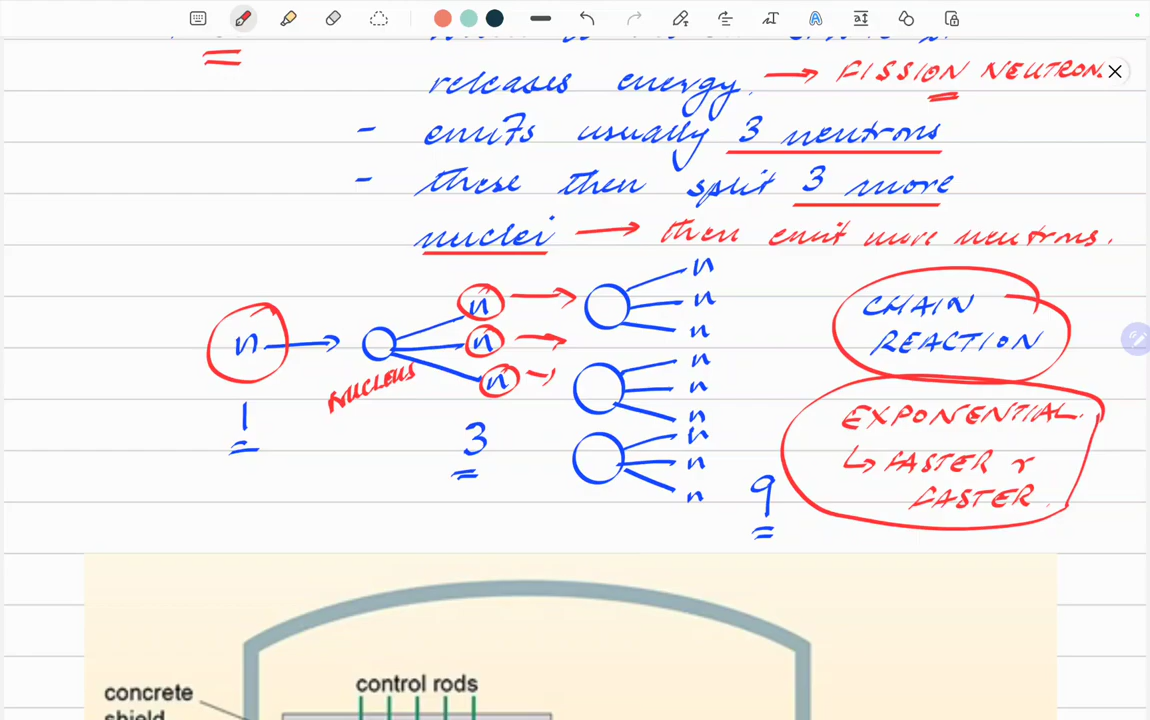 releases energy. → FISSION NEUTRON.
- emits usually 3 neutrons
- these then split 3 more
nuclei → then emit more neutrons.
n
n
n
n
n
n
n
n
n
n
n
n
n
NUCLEUS
1
3
9
CHAIN
REACTION
EXPONENTIAL
↳ FASTER &
FASTER
control rods
concrete
shield